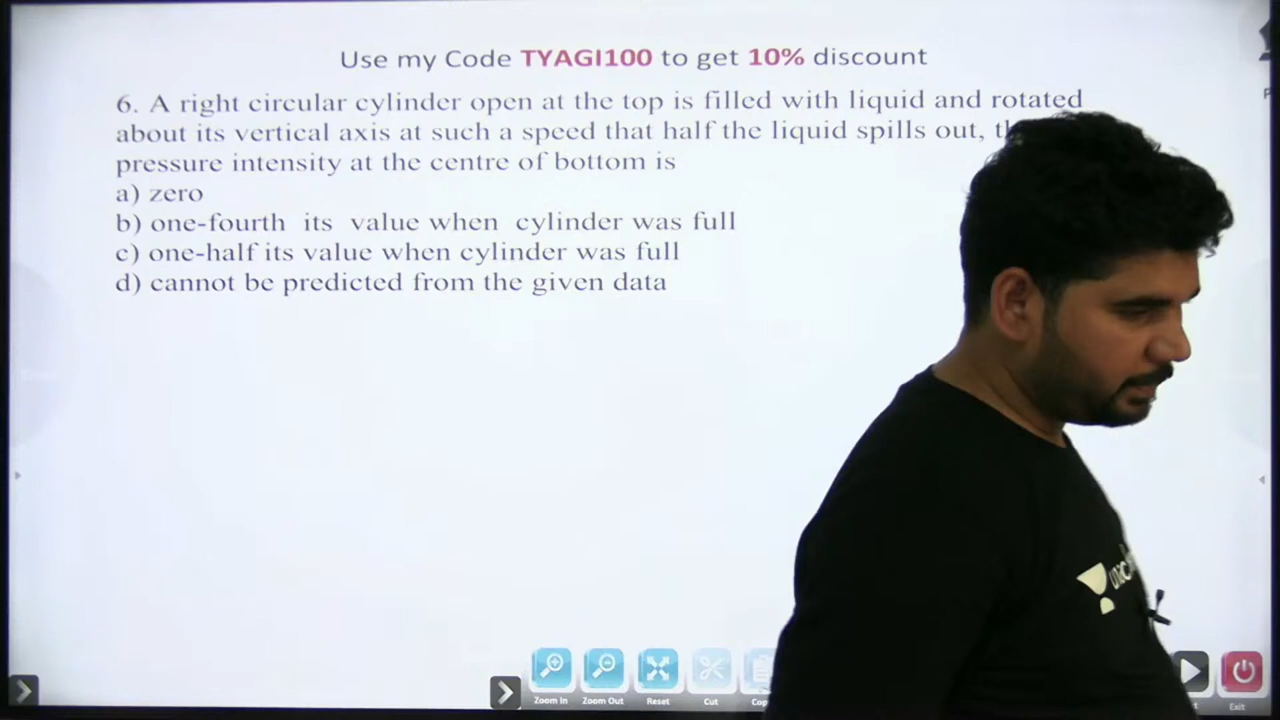 Use my Code TYAGI100 to get 10% discount
6. A right circular cylinder open at the top is filled with liquid and rotated
about its vertical axis at such a speed that half the liquid spills out,
pressure intensity at the centre of bottom is
a) zero
b) one-fourth its value when cylinder was full
c) one-half its value when cylinder was full
d) cannot be predicted from the given data
Zoom In Zoom Out Reset Cut Exit